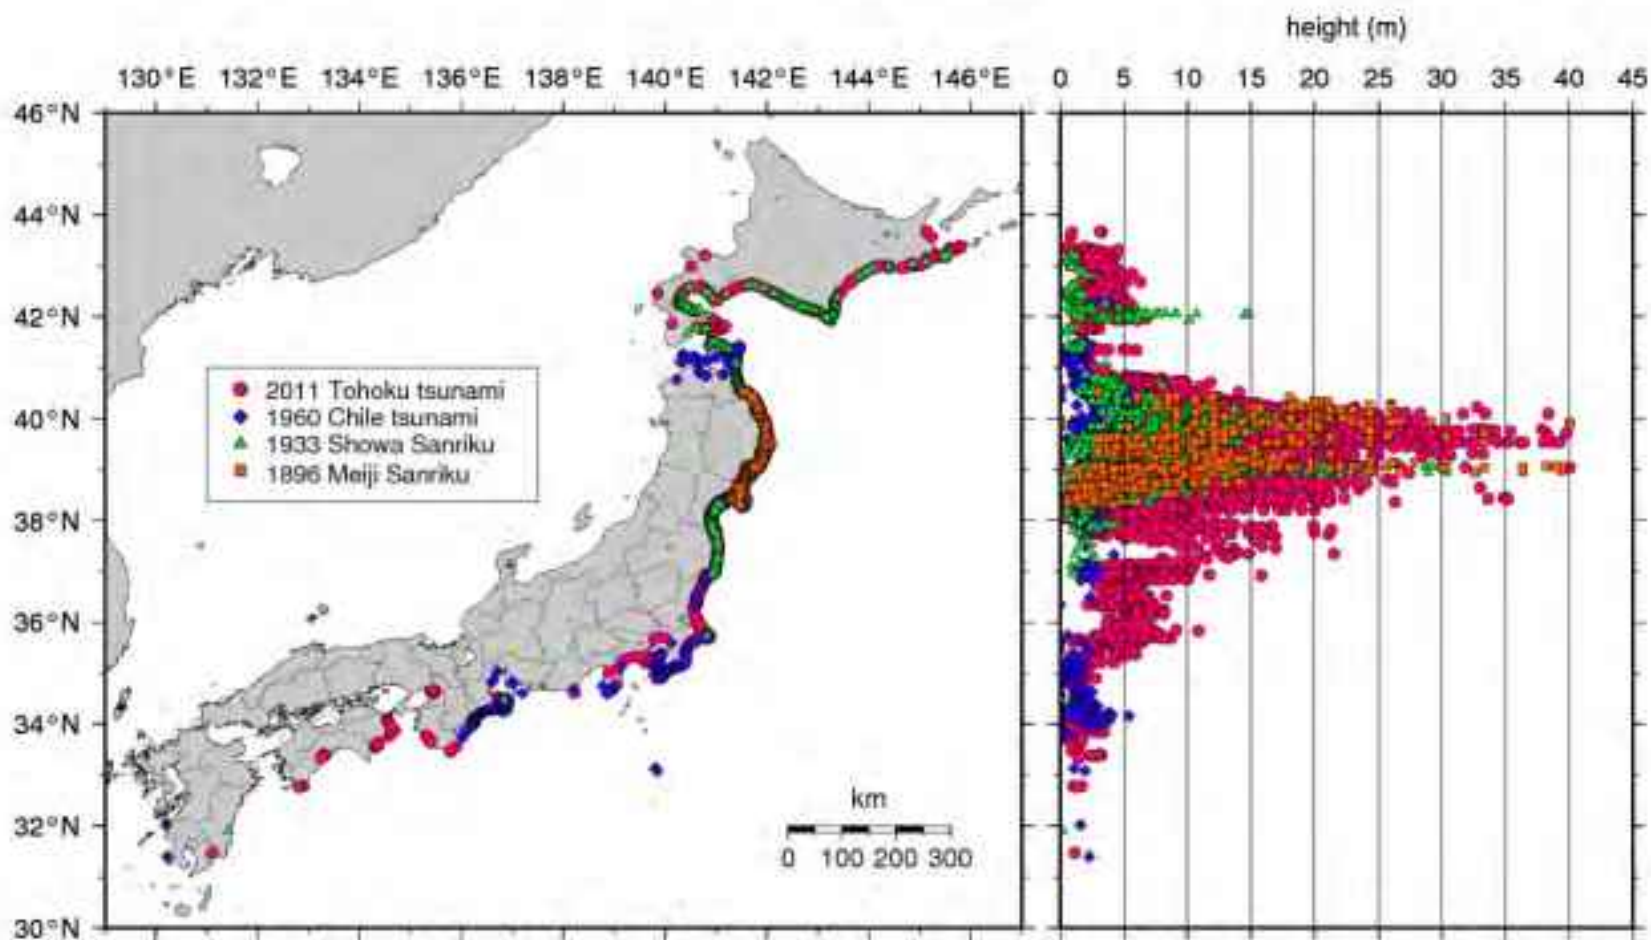 height (m)
130°E 132°E 134°E 136°E 138°E 140°E 142°E 144°E 146°E
0 5 10 15 20 25 30 35 40 45
46°N
44°N
42°N
40°N
38°N
36°N
34°N
32°N
30°N
2011 Tohoku tsunami
1960 Chile tsunami
1933 Showa Sanriku
1896 Meiji Sanriku
km
0 100 200 300